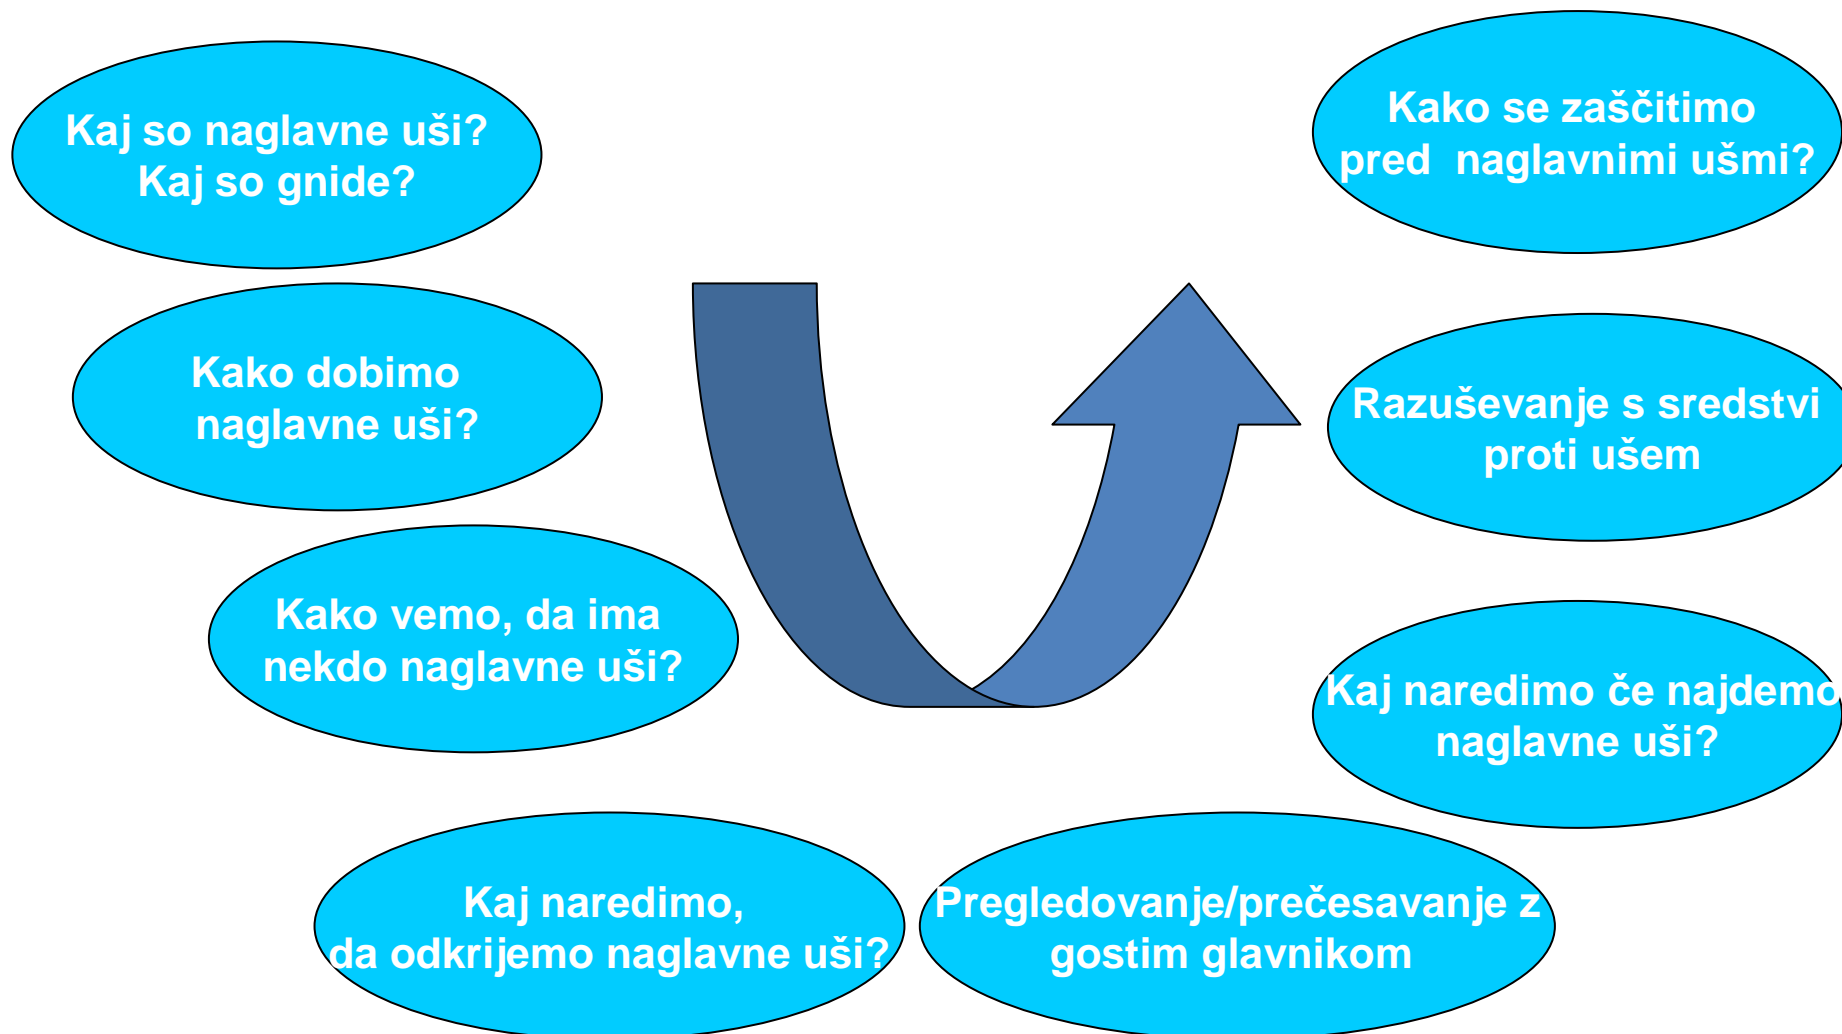 Kaj so naglavne uši?
Kaj so gnide?
Kako dobimo
naglavne uši?
Kako vemo, da ima
nekdo naglavne uši?
Kaj naredimo,
da odkrijemo naglavne uši?
Pregledovanje/prečesavanje z
gostim glavnikom
Kaj naredimo če najdemo
naglavne uši?
Razuševanje s sredstvi
proti ušem
Kako se zaščitimo
pred  naglavnimi ušmi?